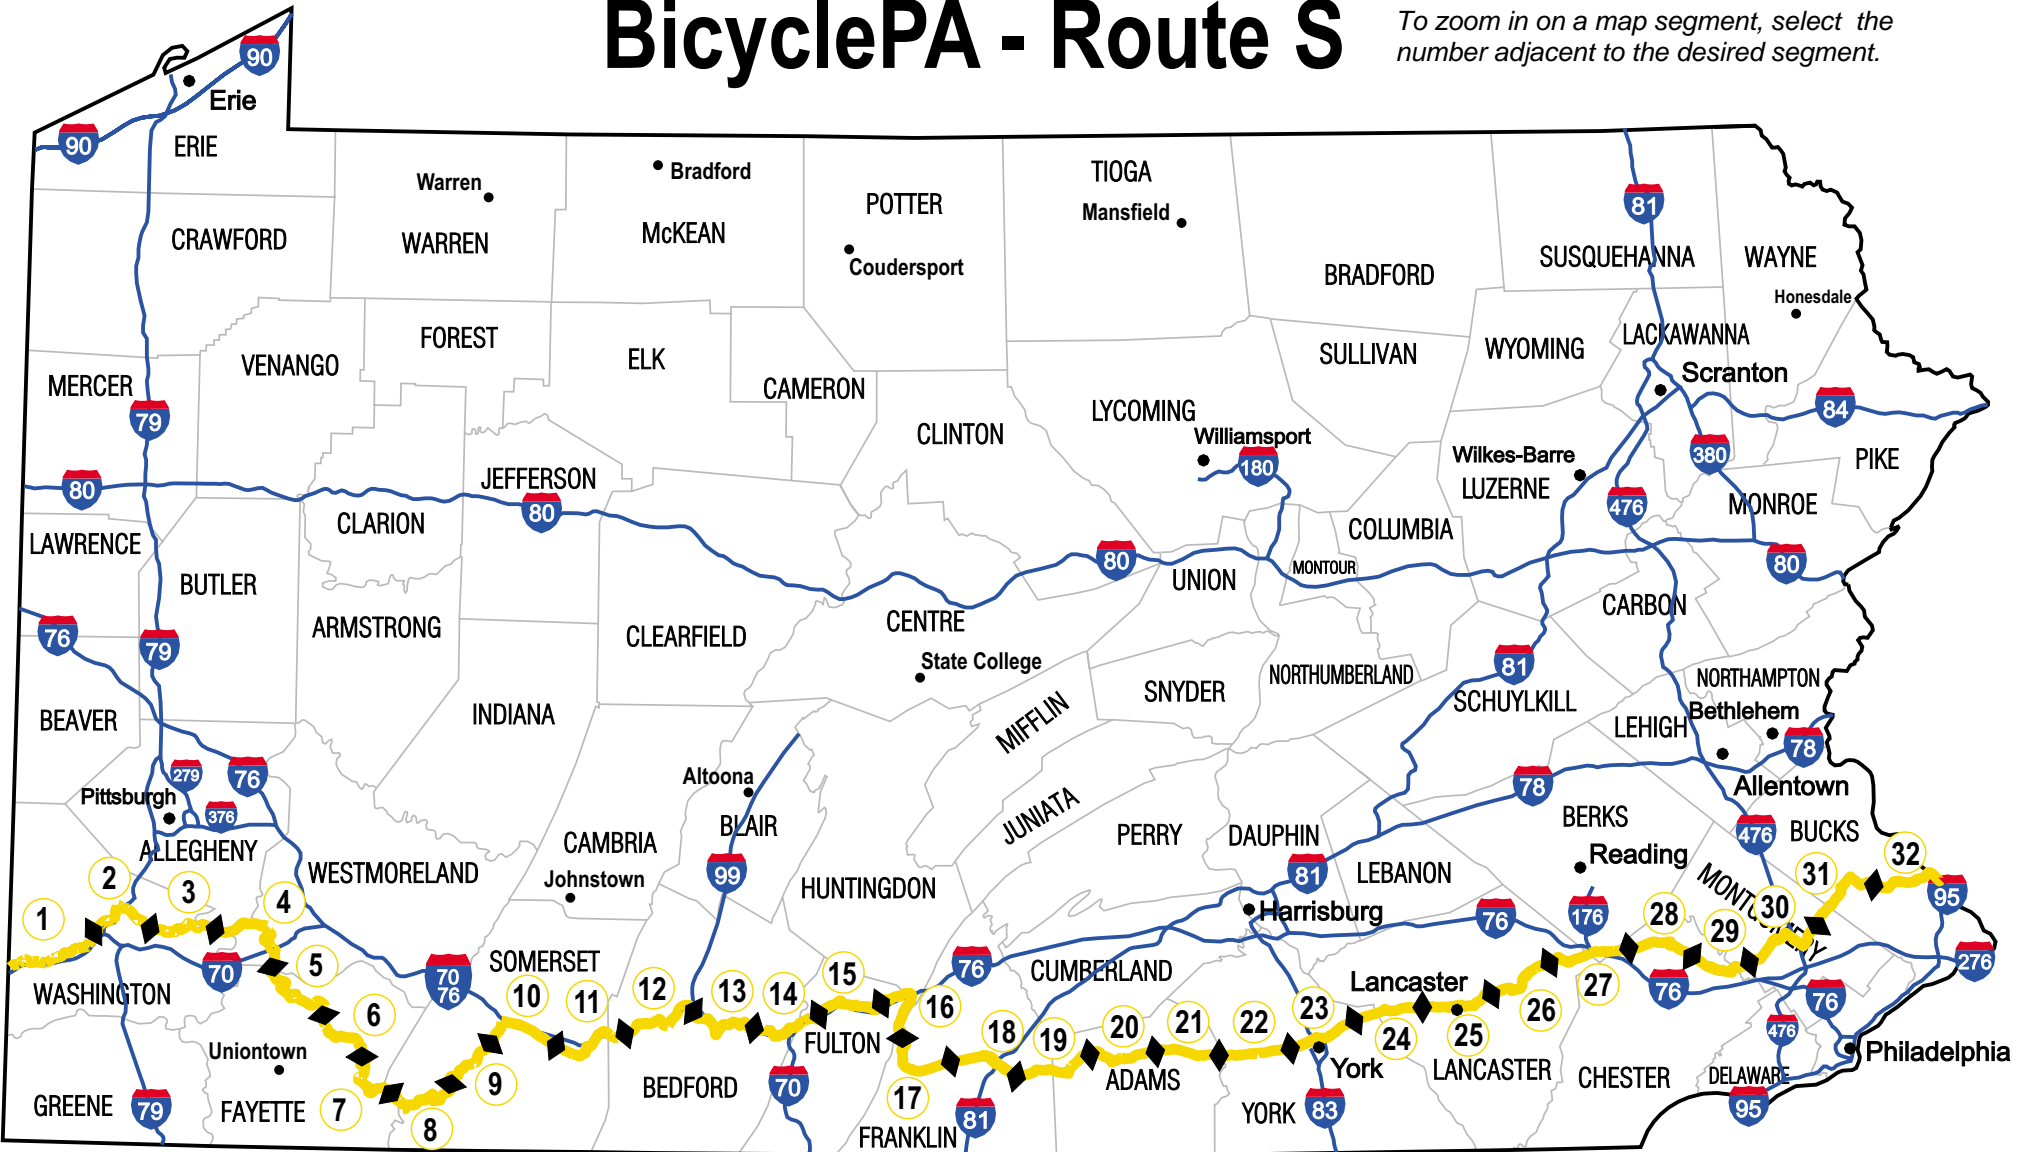 BicyclePA - Route S
To zoom in on a map segment, select the
number adjacent to the desired segment.
90
Erie
90
ERIE
Warren
Bradford
TIOGA
POTTER
Mansfield
81
CRAWFORD
WARREN
McKEAN
Coudersport
BRADFORD
SUSQUEHANNA
WAYNE
Honesdale
FOREST
LACKAWANNA
VENANGO
ELK
SULLIVAN
WYOMING
MERCER
CAMERON
Scranton
79
LYCOMING
84
CLINTON
Williamsport
180
Wilkes-Barre
380
PIKE
80
JEFFERSON
LUZERNE
476
MONROE
80
CLARION
COLUMBIA
LAWRENCE
80
MONTOUR
80
BUTLER
UNION
CARBON
76
79
ARMSTRONG
CLEARFIELD
CENTRE
State College
81
NORTHUMBERLAND
NORTHAMPTON
SNYDER
SCHUYLKILL
BEAVER
INDIANA
MIFFLIN
LEHIGH
Bethlehem
78
279
76
Altoona
78
Allentown
Pittsburgh
376
BLAIR
JUNIATA
PERRY
DAUPHIN
BERKS
476
BUCKS
ALLEGHENY
CAMBRIA
Reading
32
WESTMORELAND
99
HUNTINGDON
81
LEBANON
31
2
3
4
Johnstown
MONTGOMERY
95
1
Harrisburg
76
176
28
30
29
5
70
70
76
SOMERSET
15
76
CUMBERLAND
276
WASHINGTON
10
11
12
13
14
Lancaster
27
76
76
6
16
23
26
Uniontown
FULTON
18
19
20
21
22
24
25
476
York
Philadelphia
7
9
BEDFORD
70
ADAMS
LANCASTER
CHESTER
DELAWARE
GREENE
79
FAYETTE
8
17
81
YORK
83
95
FRANKLIN